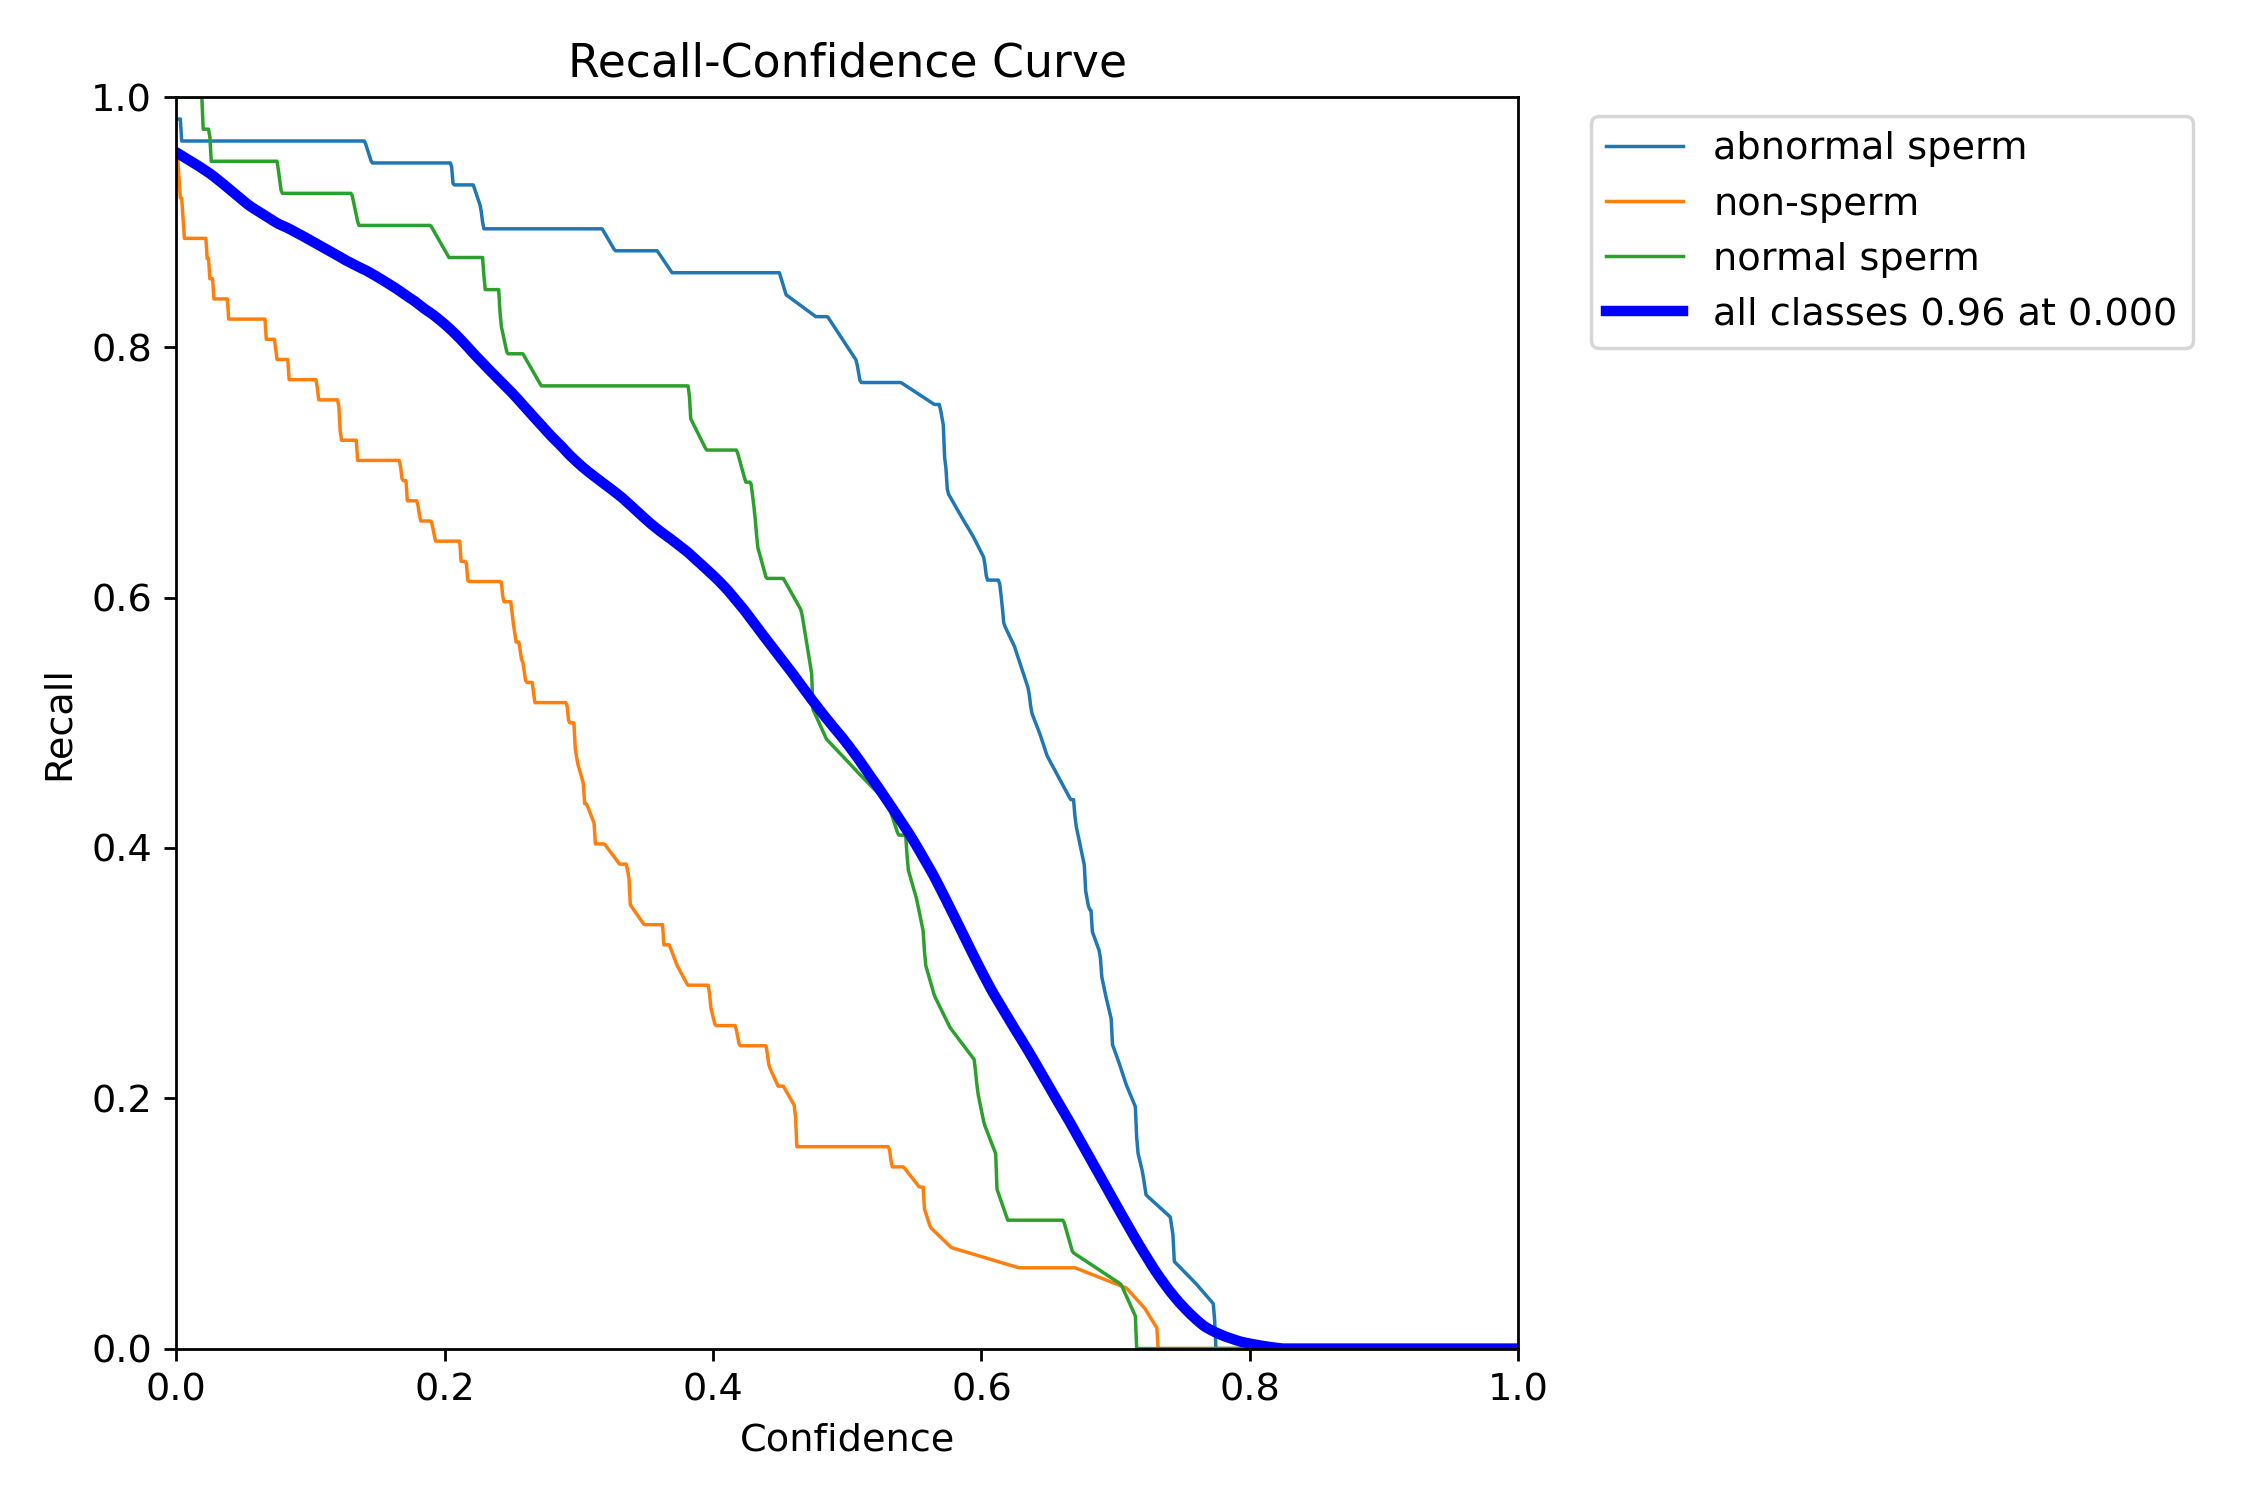 Recall-Confidence Curve
1.0
0.8
0.6
0.4
0.2
0.0
Recall
0.0 0.2 0.4 0.6 0.8 1.0
Confidence
abnormal sperm
non-sperm
normal sperm
all classes 0.96 at 0.000